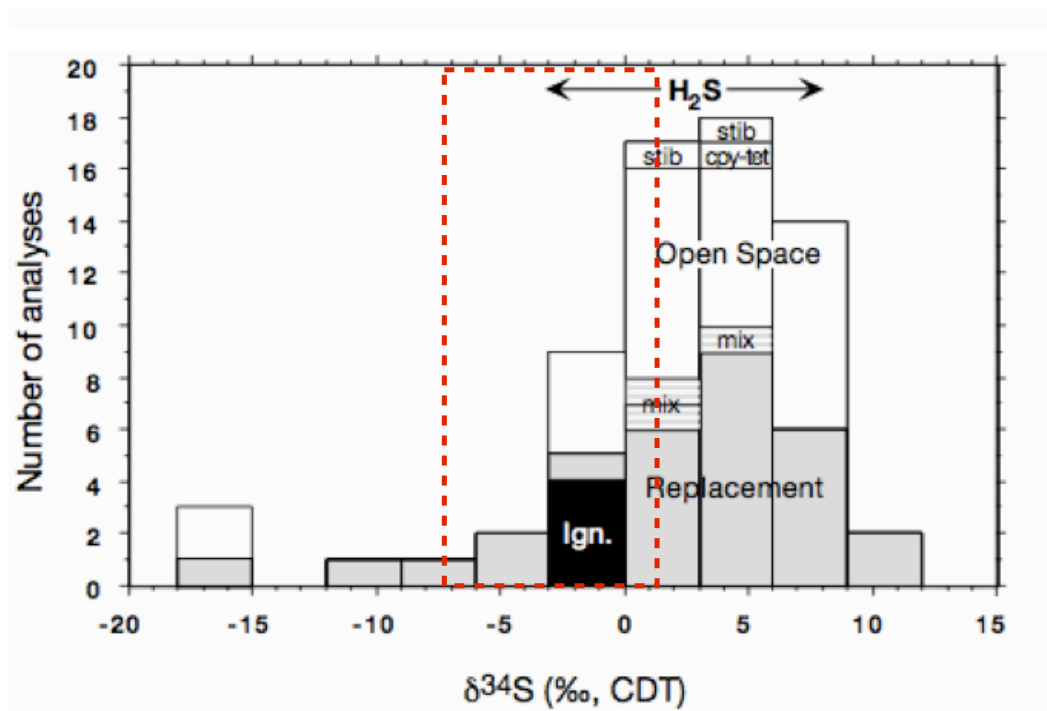 20
18
16
14
12
10
8
6
4
2
0
Number of analyses
H₂S
stib
stib
cpy-tet
Open Space
mix
mix
Replacement
Ign.
-20 -15 -10 -5 0 5 10 15
δ³⁴S (‰, CDT)